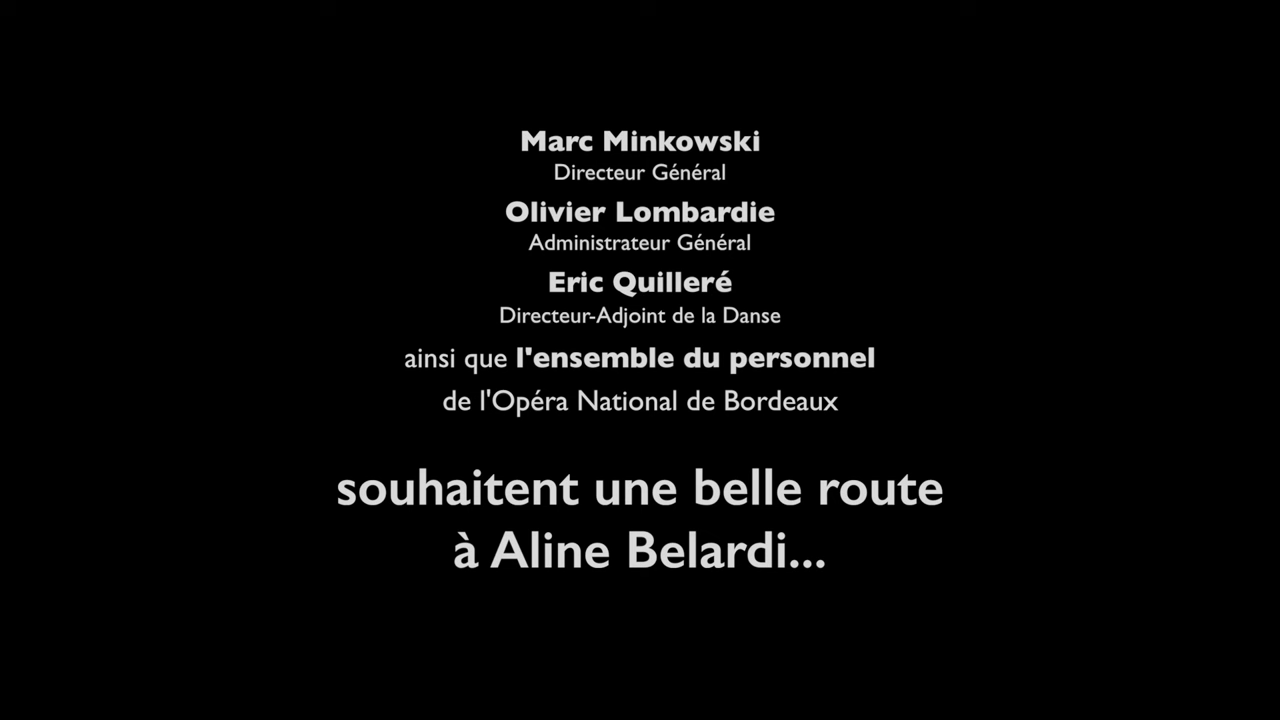 Marc Minkowski
Directeur Général
Olivier Lombardie
Administrateur Général
Eric Quilleré
Directeur-Adjoint de la Danse
ainsi que l'ensemble du personnel
de l'Opéra National de Bordeaux
souhaitent une belle route
à Aline Belardi...